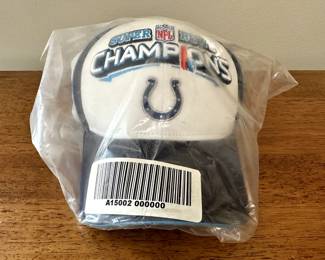 SUPER NFL BOWL
CHAMPIONS
A15002 000000